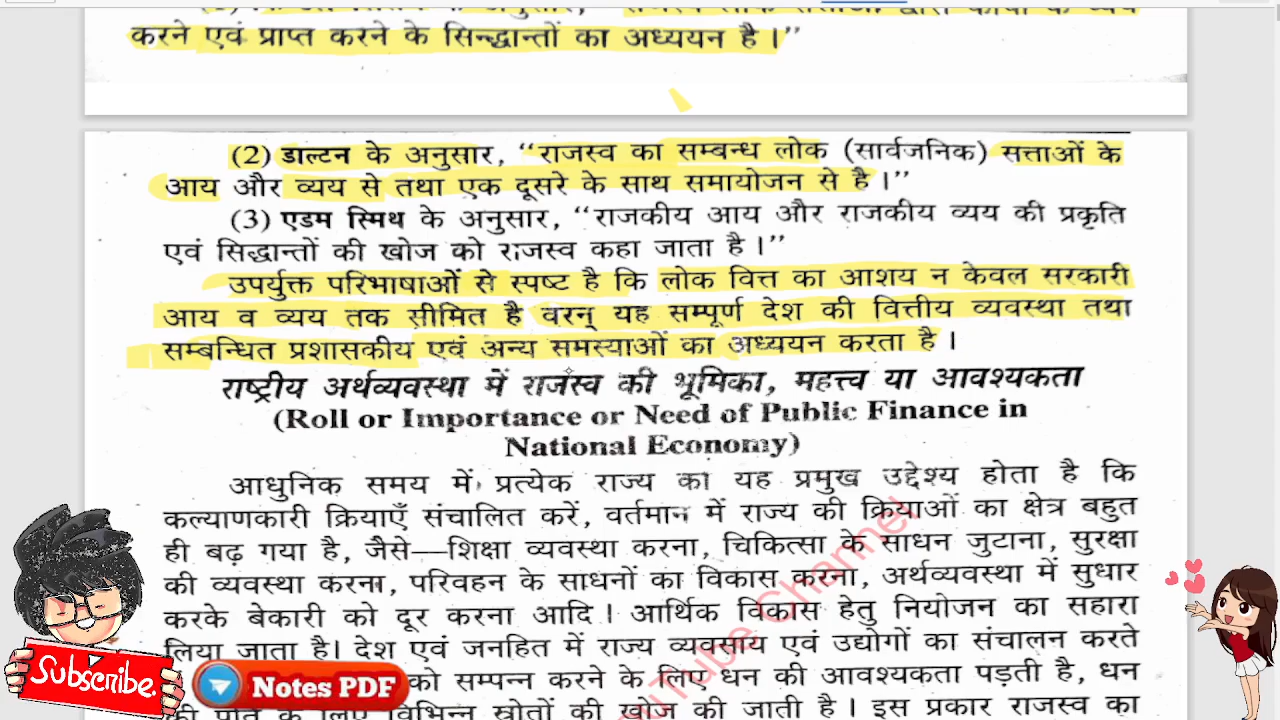 करने एवं प्राप्त करने के सिन्द्धान्तों का अध्ययन है।”
(2) डाल्टन के अनुसार, “राजस्व का सम्बन्ध लोक (सार्वजनिक) सत्ताओं के
आय और व्यय से तथा एक दूसरे के साथ समायोजन से है।”
(3) एडम स्मिथ के अनुसार, “राजकीय आय और राजकीय व्यय की प्रकृति
एवं सिद्धान्तों की खोज को राजस्व कहा जाता है।”
उपर्युक्त परिभाषाओं से स्पष्ट है कि लोक वित्त का आशय न केवल सरकारी
आय व व्यय तक सीमित है वरन् यह सम्पूर्ण देश की वित्तीय व्यवस्था तथा
सम्बन्धित प्रशासकीय एवं अन्य समस्याओं का अध्ययन करता है।
राष्ट्रीय अर्थव्यवस्था में राजस्व की भूमिका, महत्त्व या आवश्यकता
(Roll or Importance or Need of Public Finance in
National Economy)
आधुनिक समय में प्रत्येक राज्य का यह प्रमुख उद्देश्य होता है कि
कल्याणकारी क्रियाएँ संचालित करें, वर्तमान में राज्य की क्रियाओं का क्षेत्र बहुत
ही बढ़ गया है, जैसे—शिक्षा व्यवस्था करना, चिकित्सा के साधन जुटाना, सुरक्षा
की व्यवस्था करना, परिवहन के साधनों का विकास करना, अर्थव्यवस्था में सुधार
करके बेकारी को दूर करना आदि। आर्थिक विकास हेतु नियोजन का सहारा
लिया जाता है। देश एवं जनहित में राज्य व्यवसाय एवं उद्योगों का संचालन करते
को सम्पन्न करने के लिए धन की आवश्यकता पड़ती है, धन
के लिए विभिन्न स्रोतों की खोज की जाती है। इस प्रकार राजस्व का
YouTube Channel
Subscribe.
Notes PDF